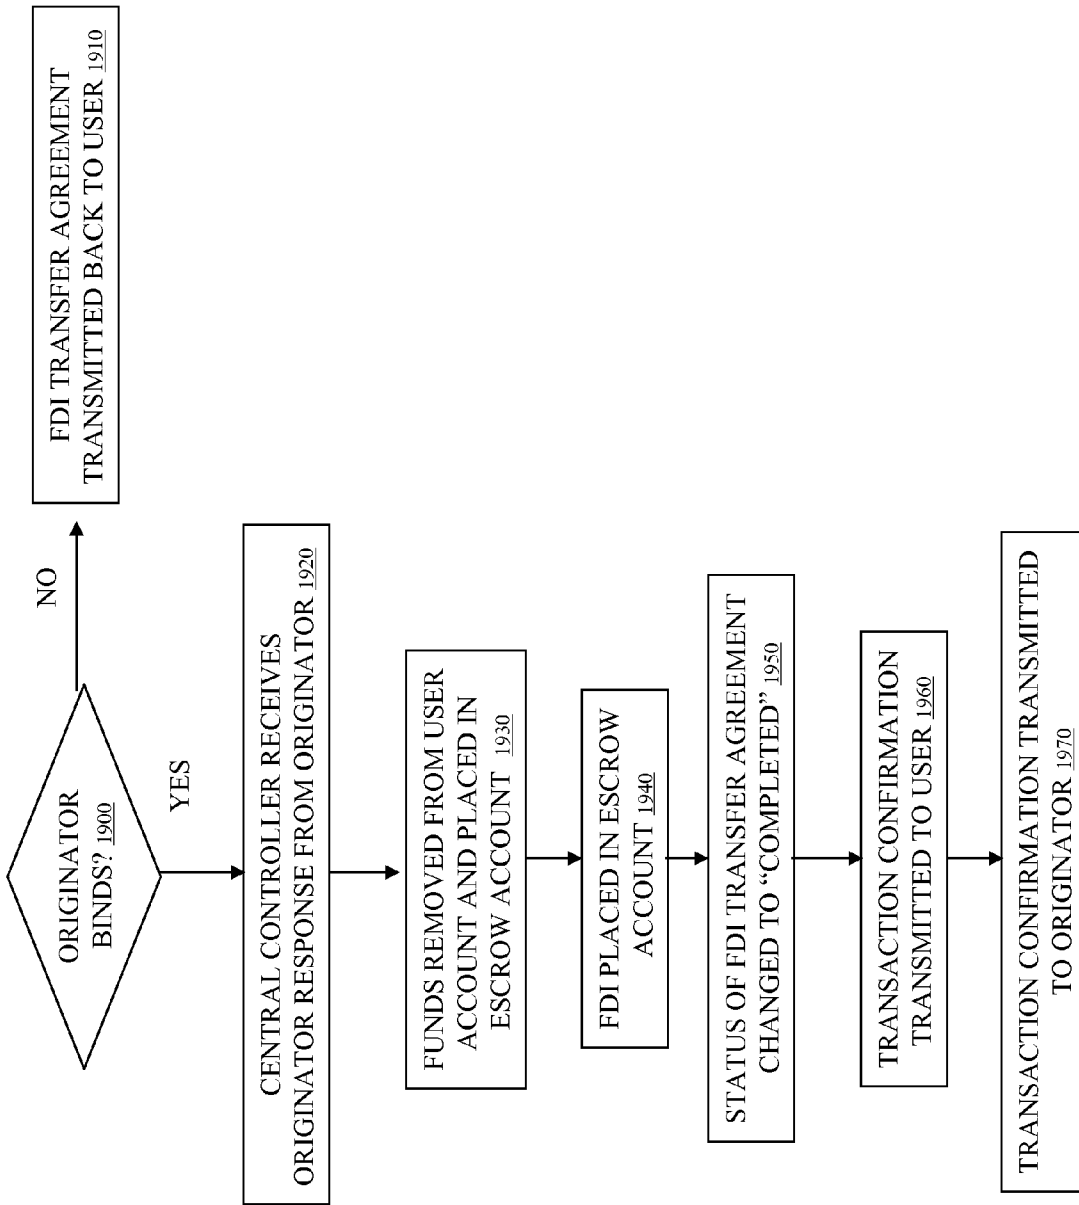 ORIGINATOR
BINDS? 1900
NO
FDI TRANSFER AGREEMENT
TRANSMITTED BACK TO USER 1910
YES
CENTRAL CONTROLLER RECEIVES
ORIGINATOR RESPONSE FROM ORIGINATOR 1920
FUNDS REMOVED FROM USER
ACCOUNT AND PLACED IN
ESCROW ACCOUNT 1930
FDI PLACED IN ESCROW
ACCOUNT 1940
STATUS OF FDI TRANSFER AGREEMENT
CHANGED TO “COMPLETED” 1950
TRANSACTION CONFIRMATION
TRANSMITTED TO USER 1960
TRANSACTION CONFIRMATION TRANSMITTED
TO ORIGINATOR 1970